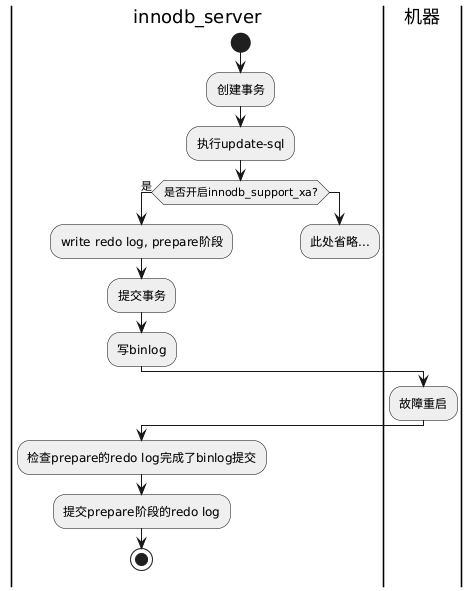 innodb_server
机器
创建事务
执行update-sql
是否开启innodb_support_xa?
是
write redo log, prepare阶段
此处省略...
提交事务
写binlog
故障重启
检查prepare的redo log完成了binlog提交
提交prepare阶段的redo log